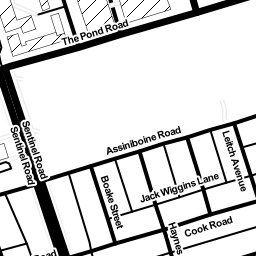 The Pond Road
Sentinel Road
Sentinel Road
Assiniboine Road
Leitch Avenue
Boake Street
Jack Wiggins Lane
Haynes
Cook Road
Road